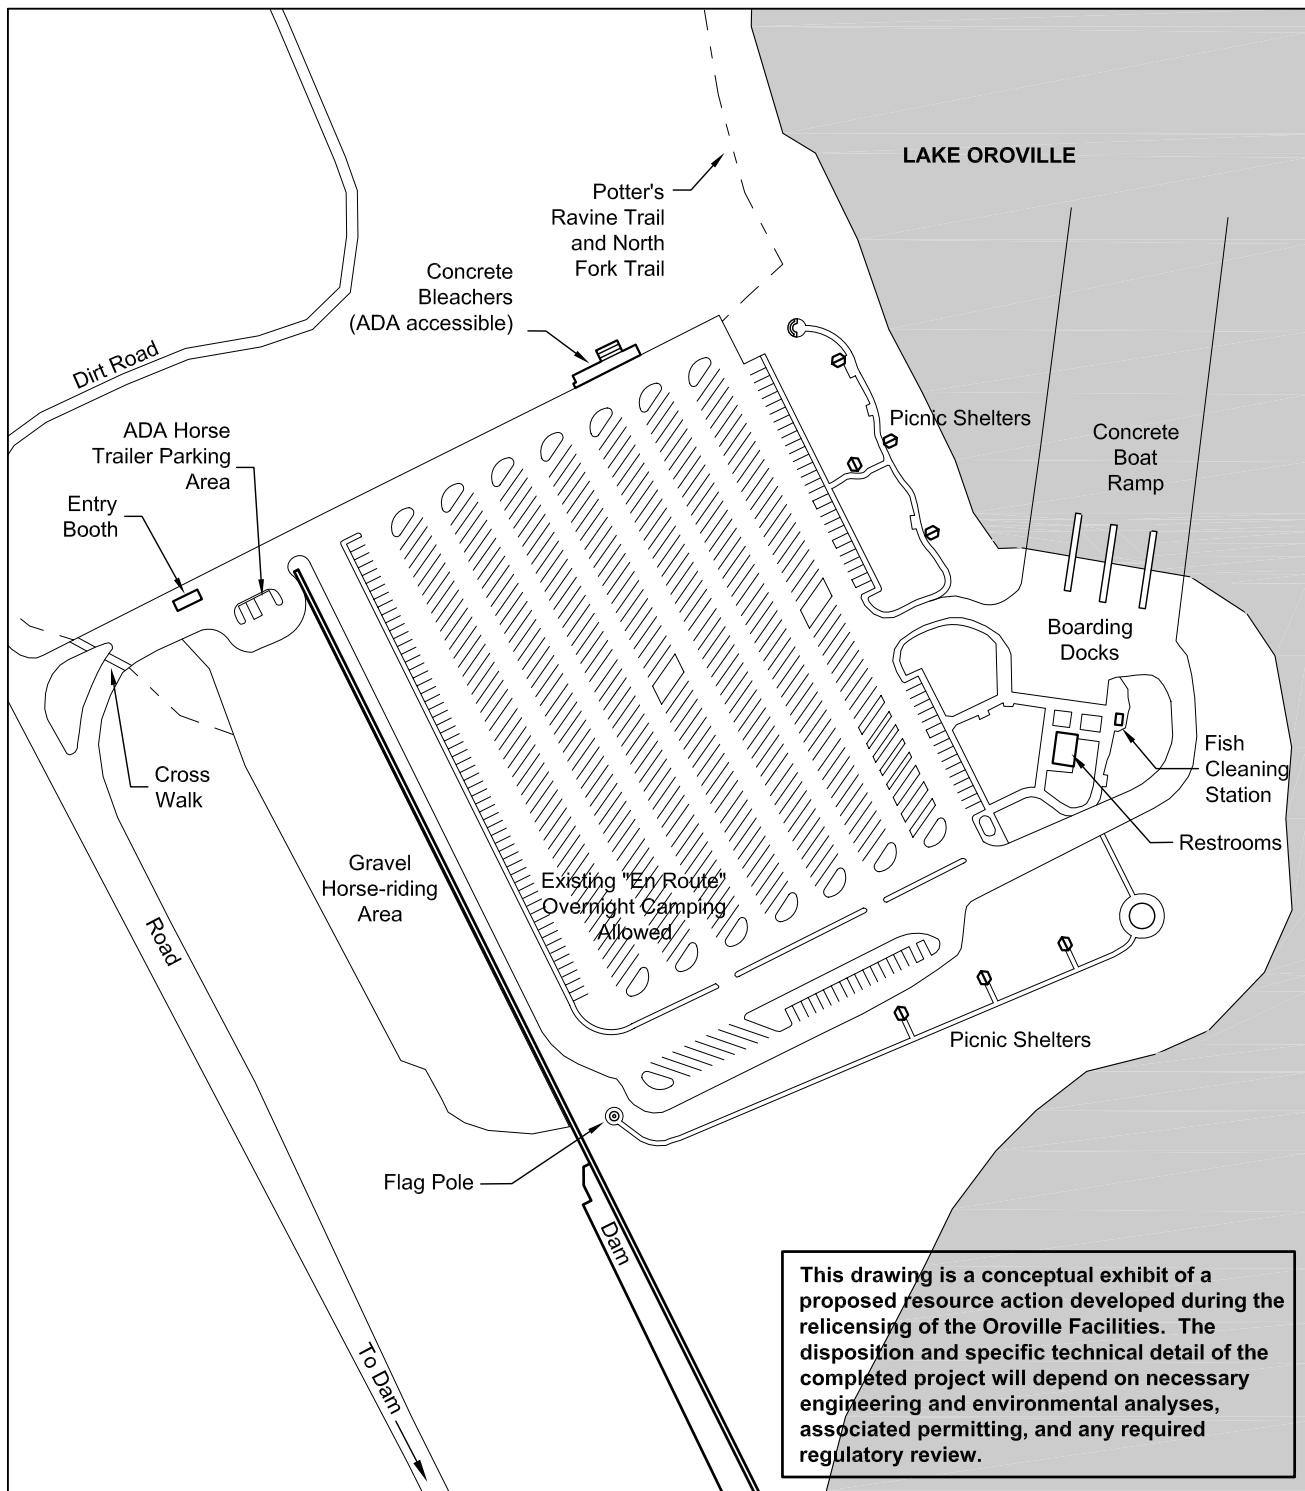 LAKE OROVILLE
Potter's
Ravine Trail
and North
Fork Trail
Concrete
Bleachers
(ADA accessible)
Dirt Road
ADA Horse
Trailer Parking
Area
Entry
Booth
Picnic Shelters
Concrete
Boat
Ramp
Boarding
Docks
Fish
Cleaning
Station
Restrooms
Cross
Walk
Gravel
Horse-riding
Area
Existing "En Route"
Overnight Camping
Allowed
Road
Picnic Shelters
Flag Pole
Dam
To Dam
This drawing is a conceptual exhibit of a
proposed resource action developed during the
relicensing of the Oroville Facilities. The
disposition and specific technical detail of the
completed project will depend on necessary
engineering and environmental analyses,
associated permitting, and any required
regulatory review.